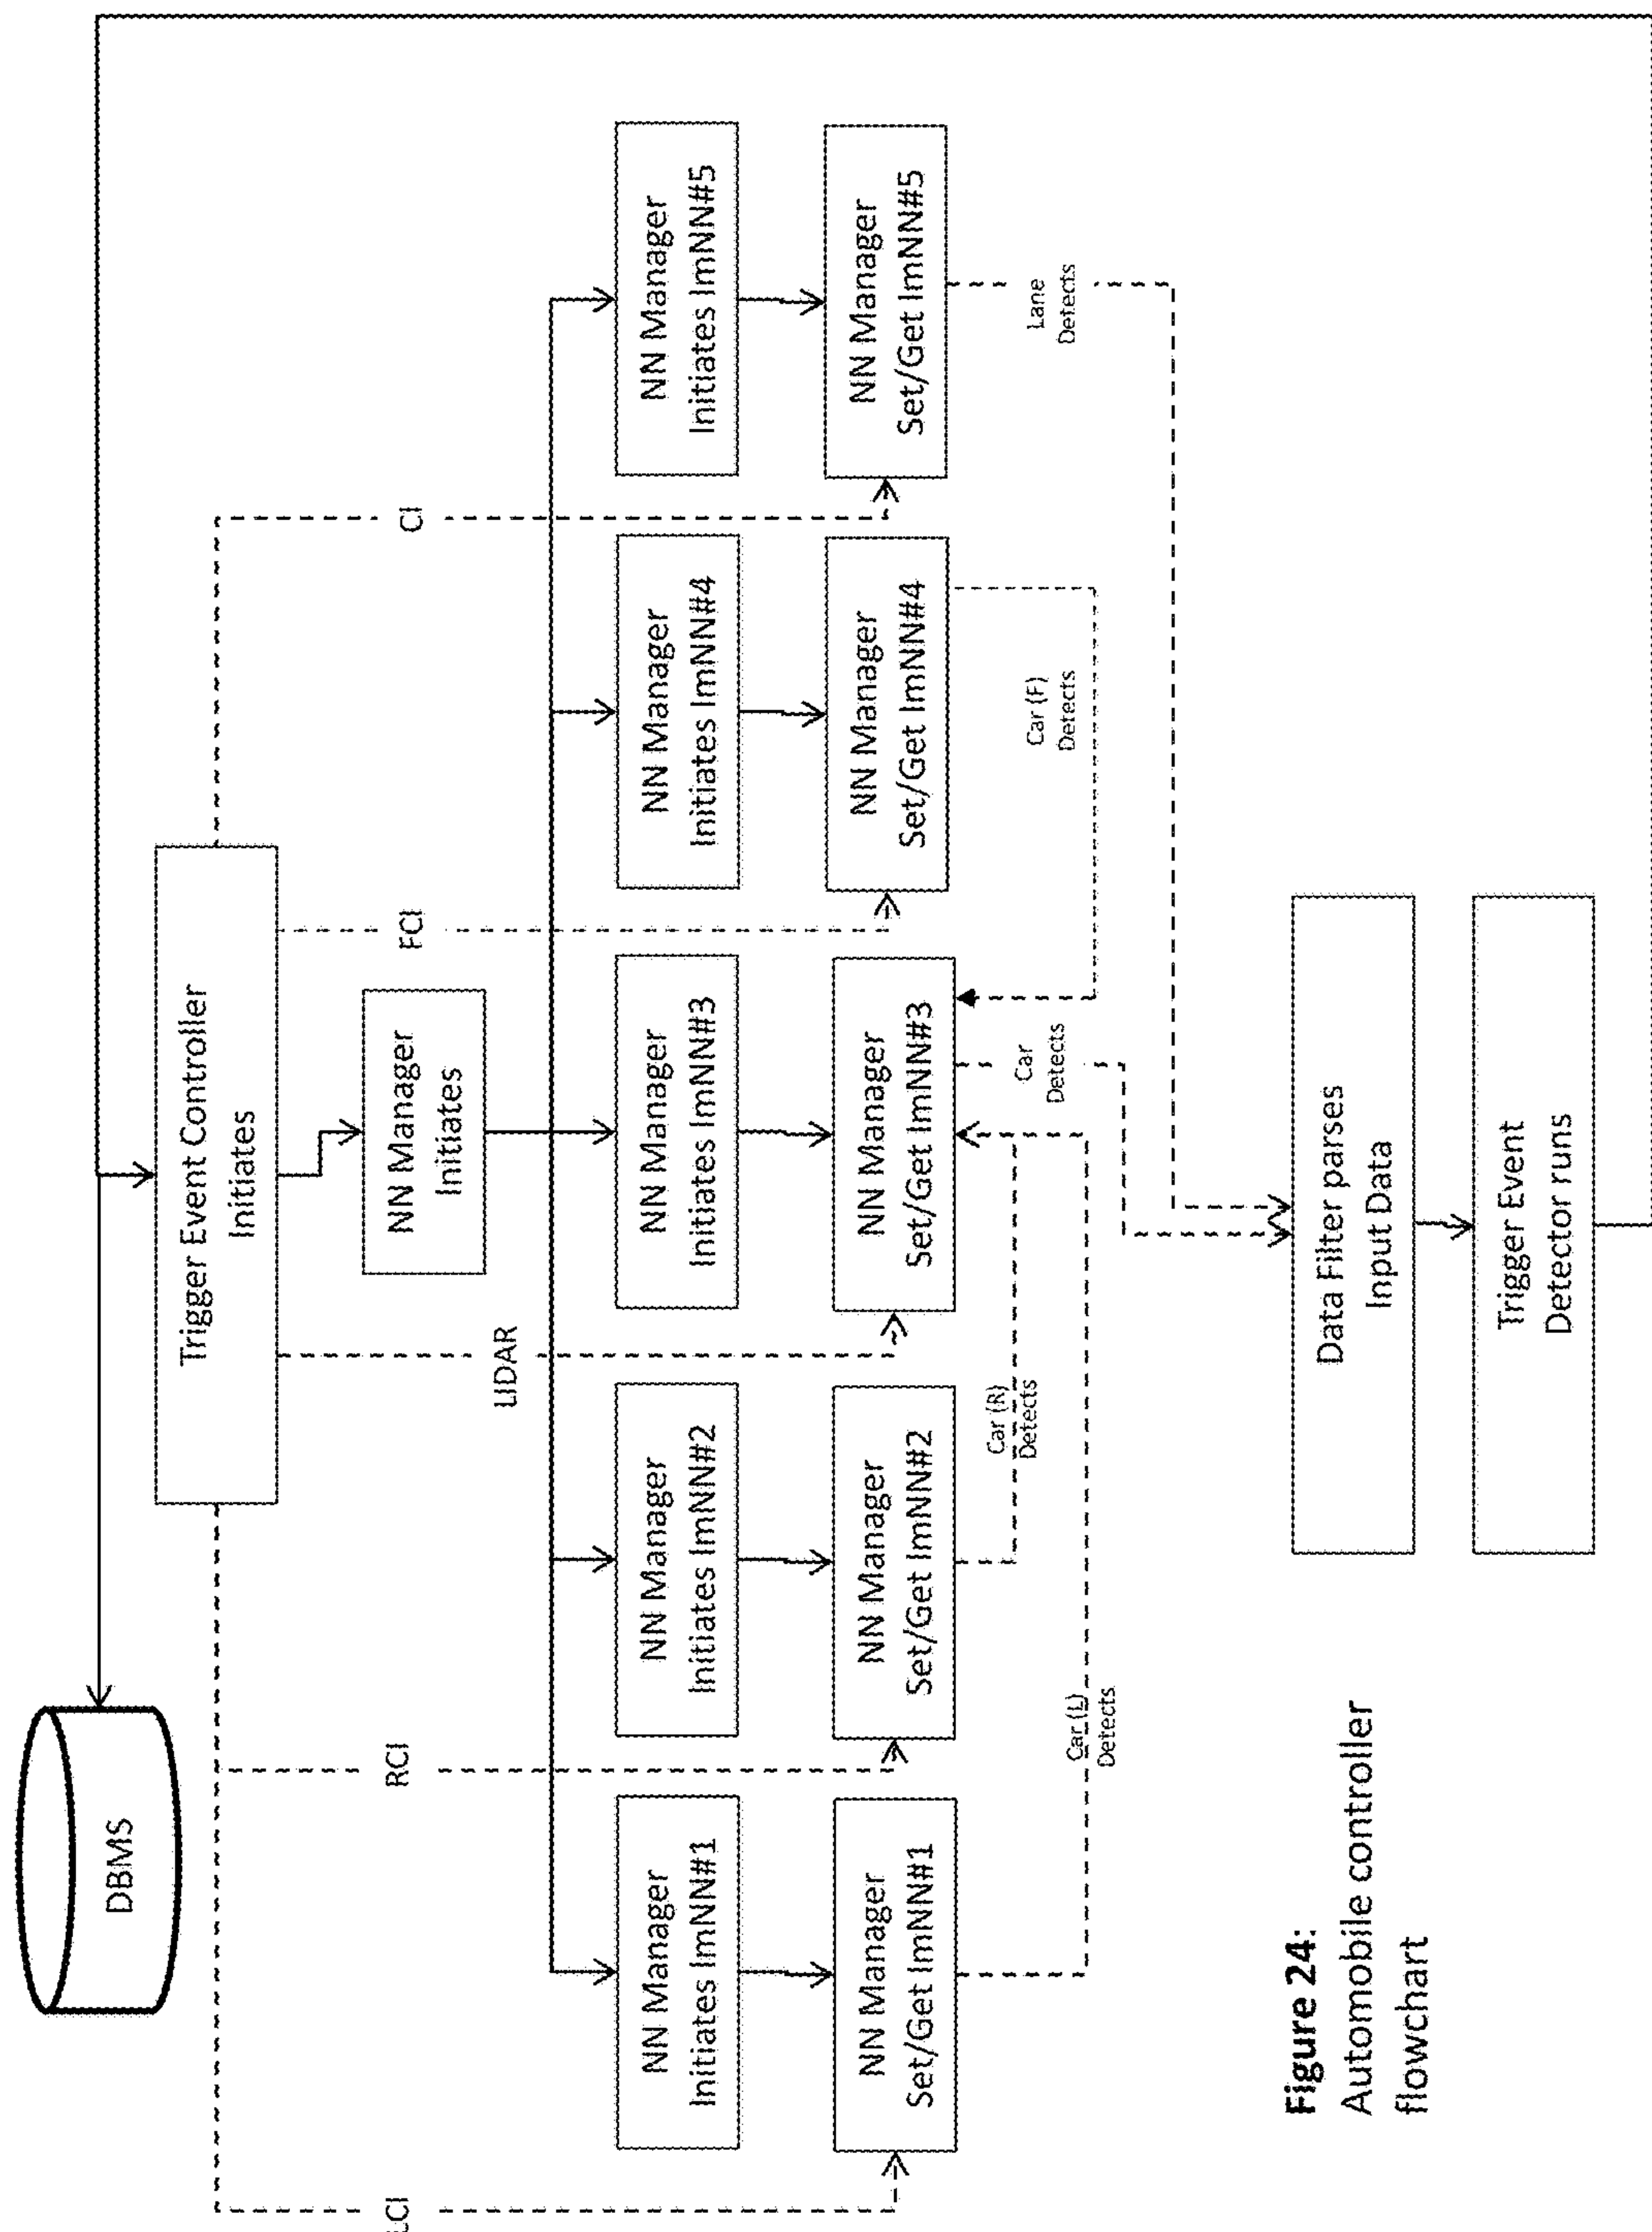 DBMS
Trigger Event Controller
Initiates
NN Manager
Initiates
LCI
RCI
LIDAR
FCI
CI
NN Manager
Initiates ImNN#1
NN Manager
Initiates ImNN#2
NN Manager
Initiates ImNN#3
NN Manager
Initiates ImNN#4
NN Manager
Initiates ImNN#5
NN Manager
Set/Get ImNN#1
NN Manager
Set/Get ImNN#2
NN Manager
Set/Get ImNN#3
NN Manager
Set/Get ImNN#4
NN Manager
Set/Get ImNN#5
Car (L)
Detects
Car (R)
Detects
Car
Detects
Car (F)
Detects
Lane
Detects
Data Filter parses
Input Data
Trigger Event
Detector runs
Figure 24:
Automobile controller
flowchart